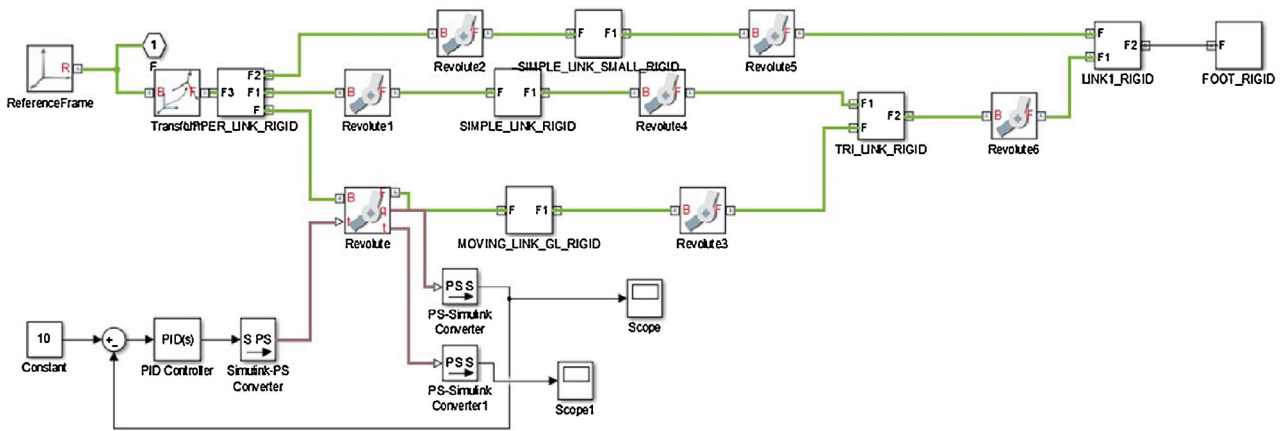 B F
Revolute2
F F1
SIMPLE_LINK_SMALL_RIGID
B F
Revolute5
F
F1
F2
LINK1_RIGID
F
FOOT_RIGID
R
ReferenceFrame
1
F
B F
Transform
F3
F2
F1
F
UPPER_LINK_RIGID
B F
Revolute1
F F1
SIMPLE_LINK_RIGID
B F
Revolute4
F1
F
F2
TRI_LINK_RIGID
B F
Revolute6
B
F
t
q
t
Revolute
F F1
MOVING_LINK_GL_RIGID
B F
Revolute3
PS S
PS-Simulink
Converter
Scope
10
Constant
+
_
PID(s)
PID Controller
S PS
Simulink-PS
Converter
PS S
PS-Simulink
Converter1
Scope1